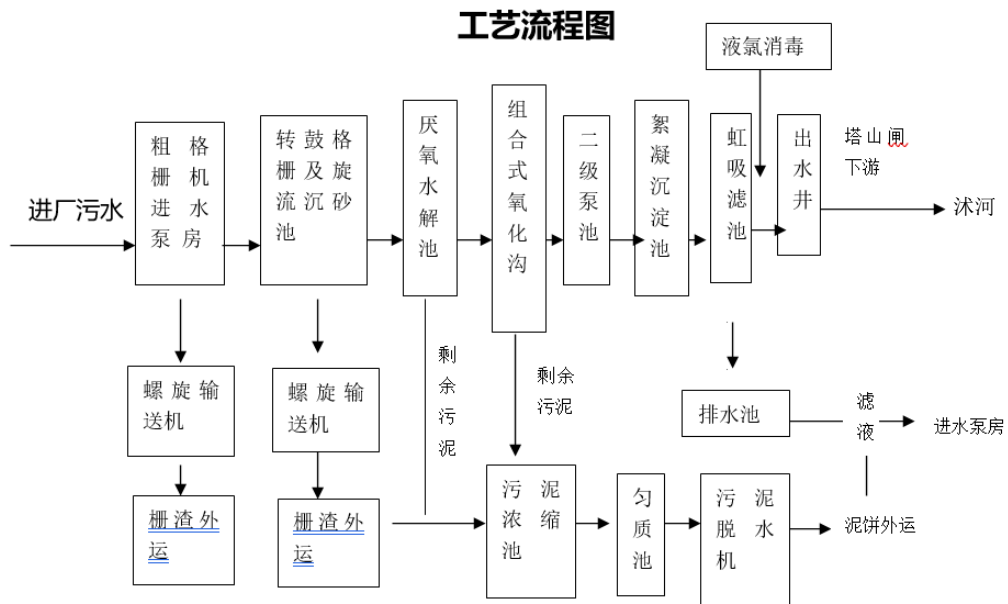 工艺流程图
液氯消毒
粗格
栅机
进水
泵房
转鼓格
栅及旋
流沉砂
池
厌
氧
水
解
池
组
合
式
氧
化
沟
二
级
泵
池
絮
凝
沉
淀
池
虹
吸
滤
池
出
水
井
塔山闸
下游
进厂污水
沭河
剩
余
污
泥
剩余
污泥
螺旋输
送机
螺旋输
送机
排水池
滤
液
进水泵房
栅渣外
运
栅渣外
运
污泥
浓缩
池
匀
质
池
污泥
脱水
机
泥饼外运